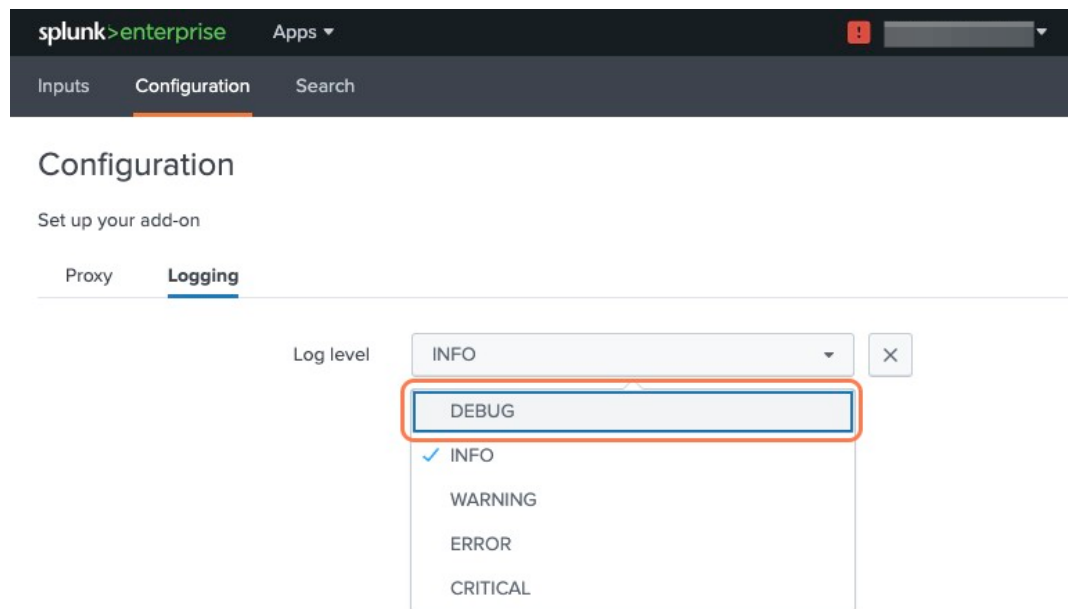 splunk>enterprise Apps
Inputs Configuration Search
Configuration
Set up your add-on
Proxy Logging
Log level INFO
DEBUG
INFO
WARNING
ERROR
CRITICAL